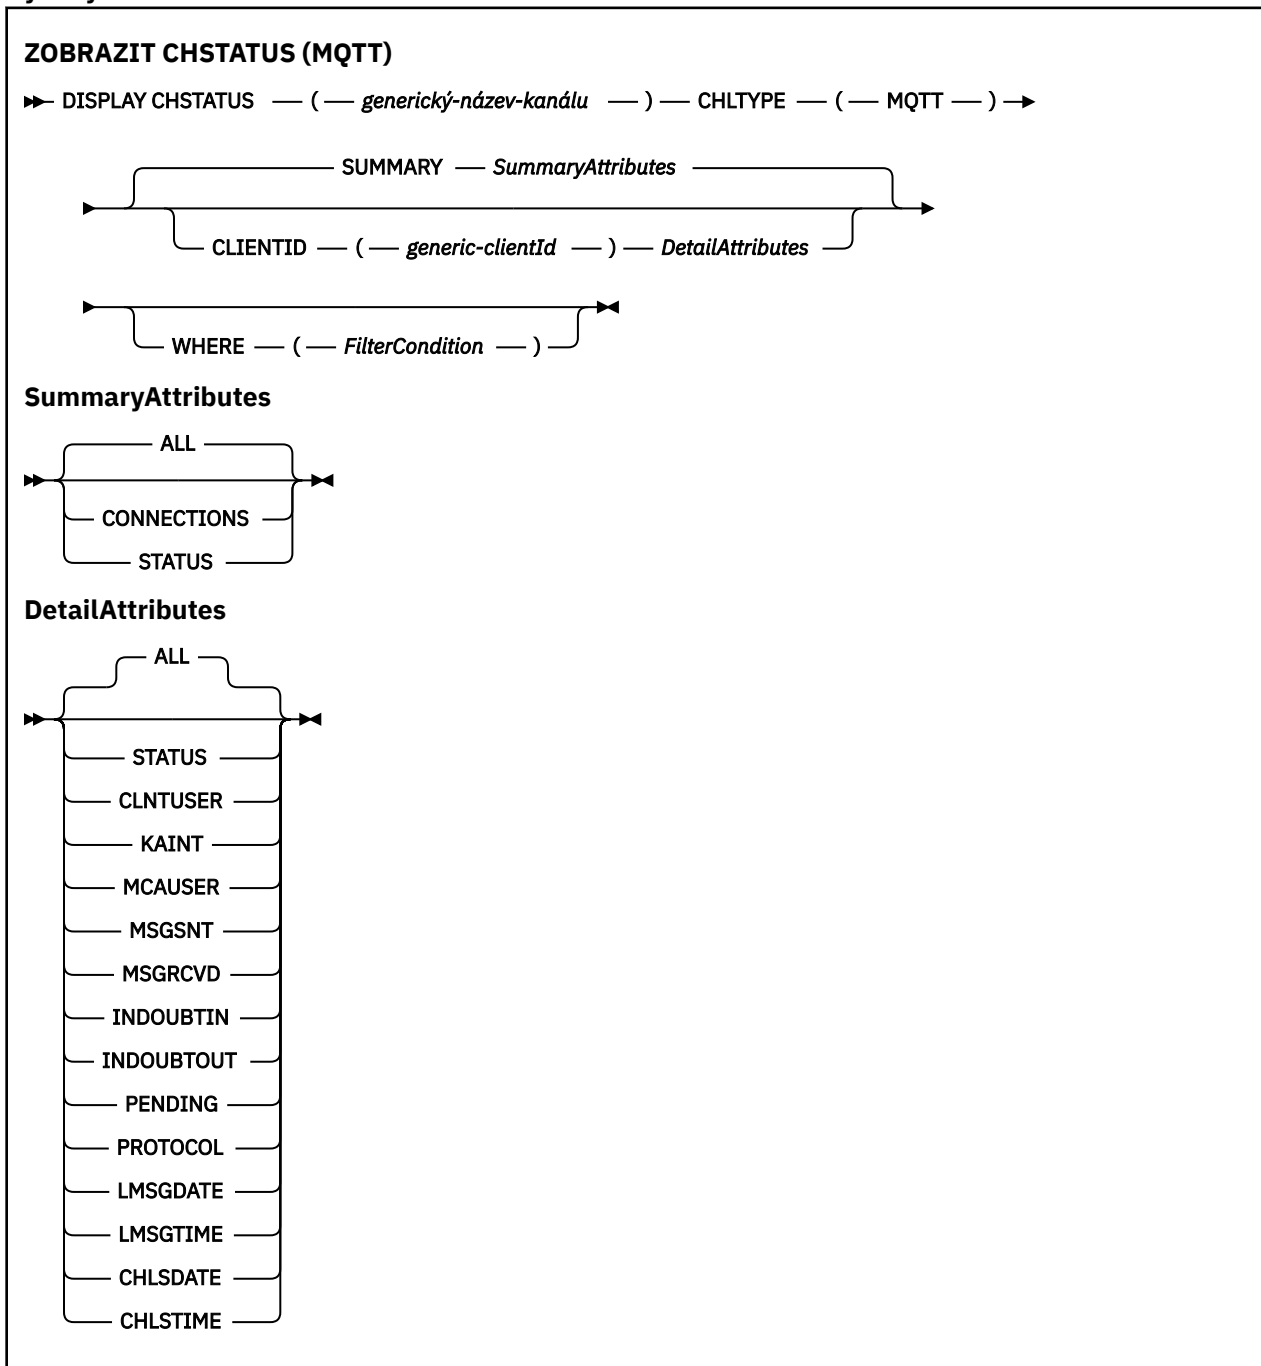 ZOBRAZIT CHSTATUS (MQTT)
DISPLAY CHSTATUS ( generický-název-kanálu ) CHLTYPE ( MQTT )
SUMMARY SummaryAttributes
CLIENTID ( generic-clientId ) DetailAttributes
WHERE ( FilterCondition )
SummaryAttributes
ALL
CONNECTIONS
STATUS
DetailAttributes
ALL
STATUS
CLNTUSER
KAINT
MCAUSER
MSGSNT
MSGRCVD
INDOUBTIN
INDOUBTOUT
PENDING
PROTOCOL
LMSGDATE
LMSGTIME
CHLSDATE
CHLSTIME